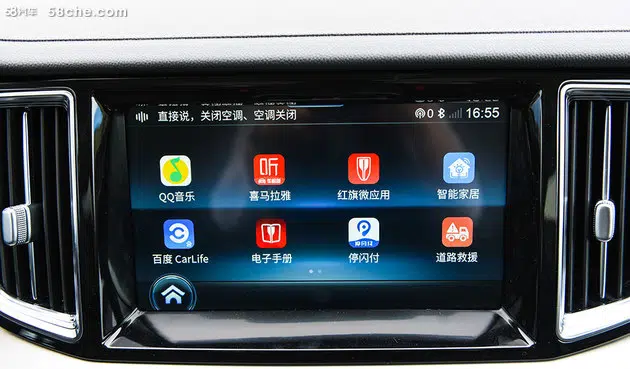 58汽车 58che.com
直接说，关闭空调、空调关闭
0 16:55
QQ音乐 喜马拉雅 红旗微应用 智能家居
百度 CarLife 电子手册 停闪付 道路救援
听